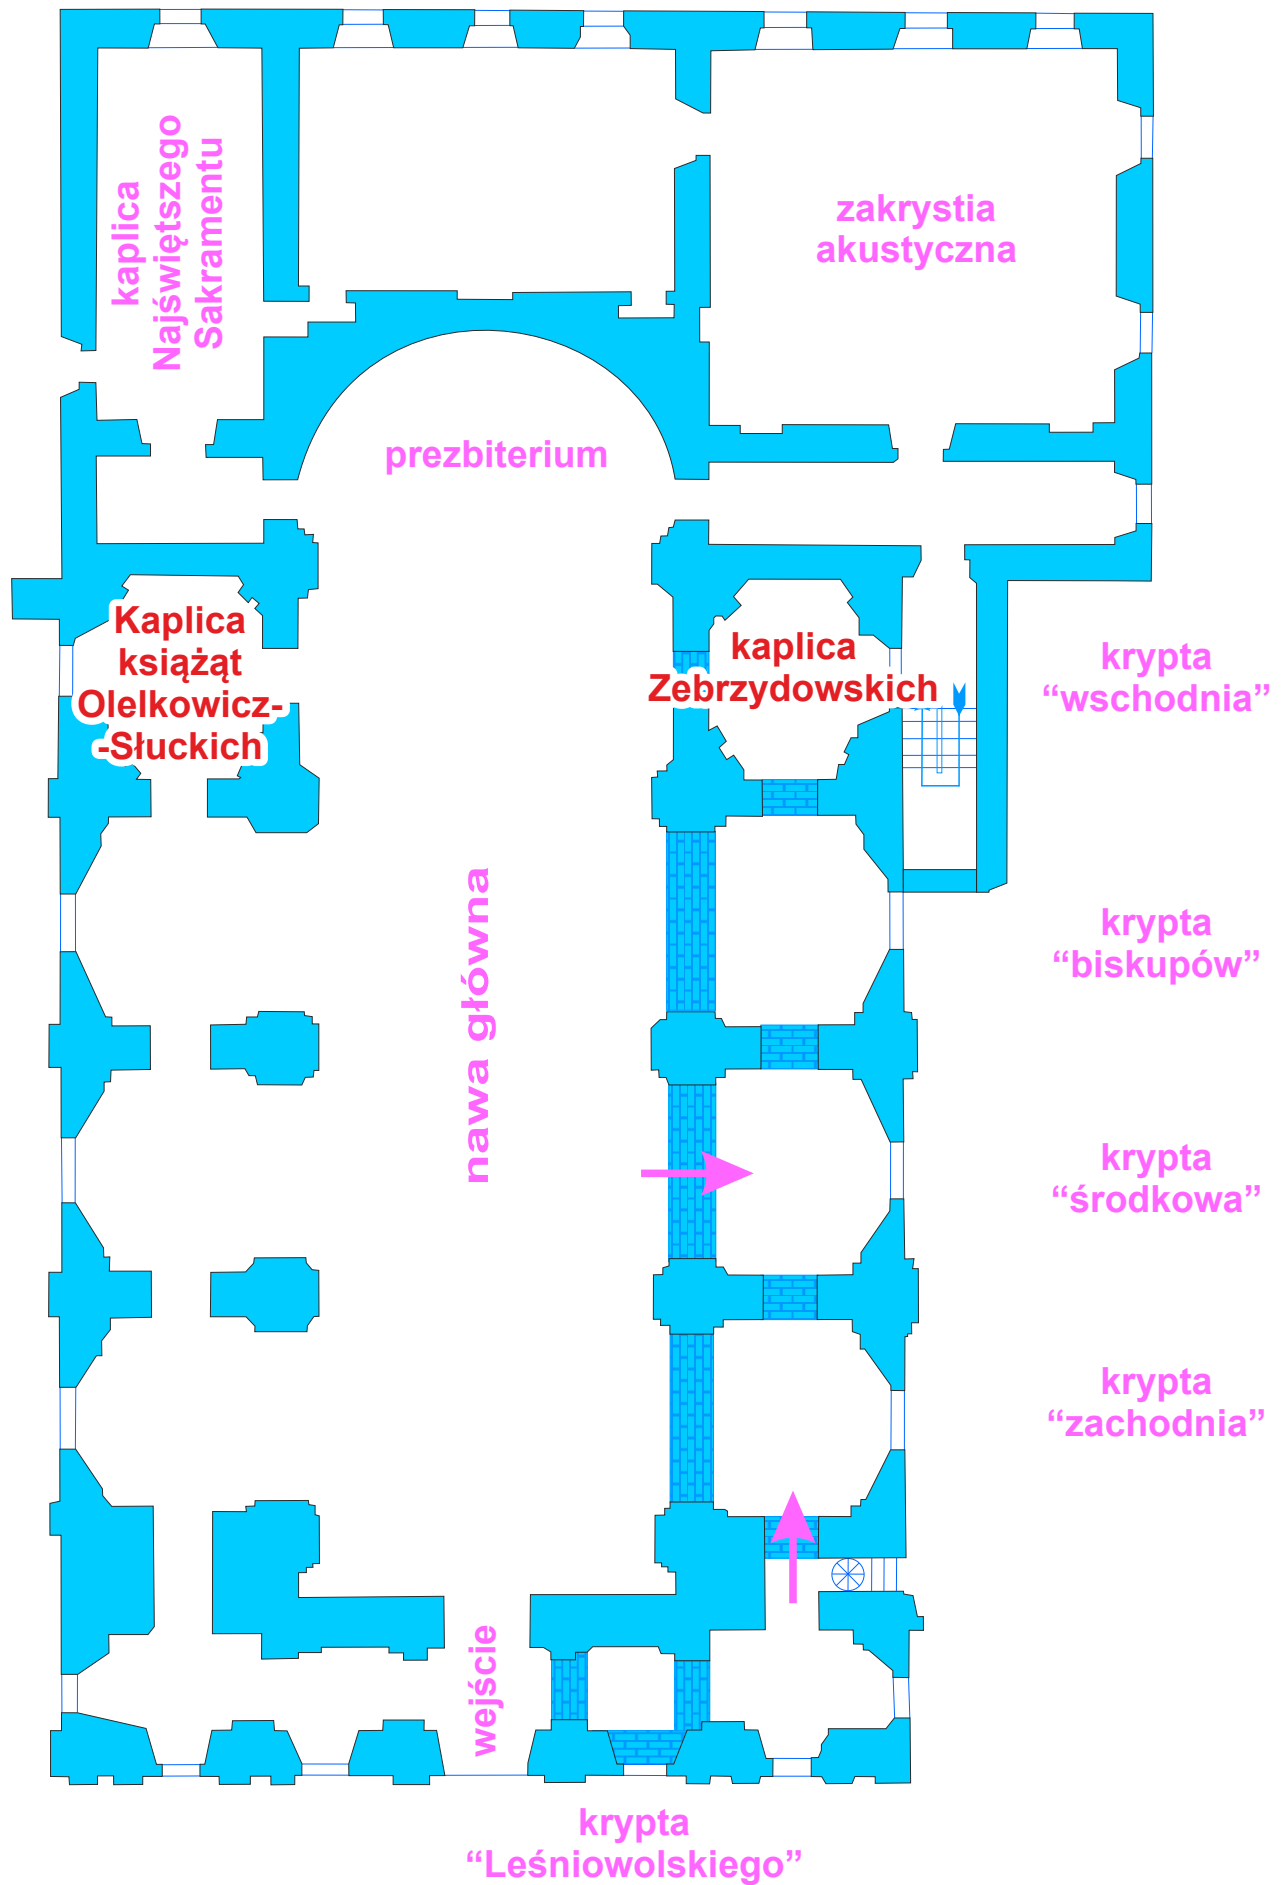 kaplica
Najświętszego
Sakramentu
zakrystia
akustyczna
prezbiterium
Kaplica
książąt
Olelkowicz-
-Słuckich
kaplica
Zebrzydowskich
krypta
“wschodnia”
nawa główna
krypta
“biskupów”
krypta
“środkowa”
krypta
“zachodnia”
wejście
krypta
“Leśniowolskiego”